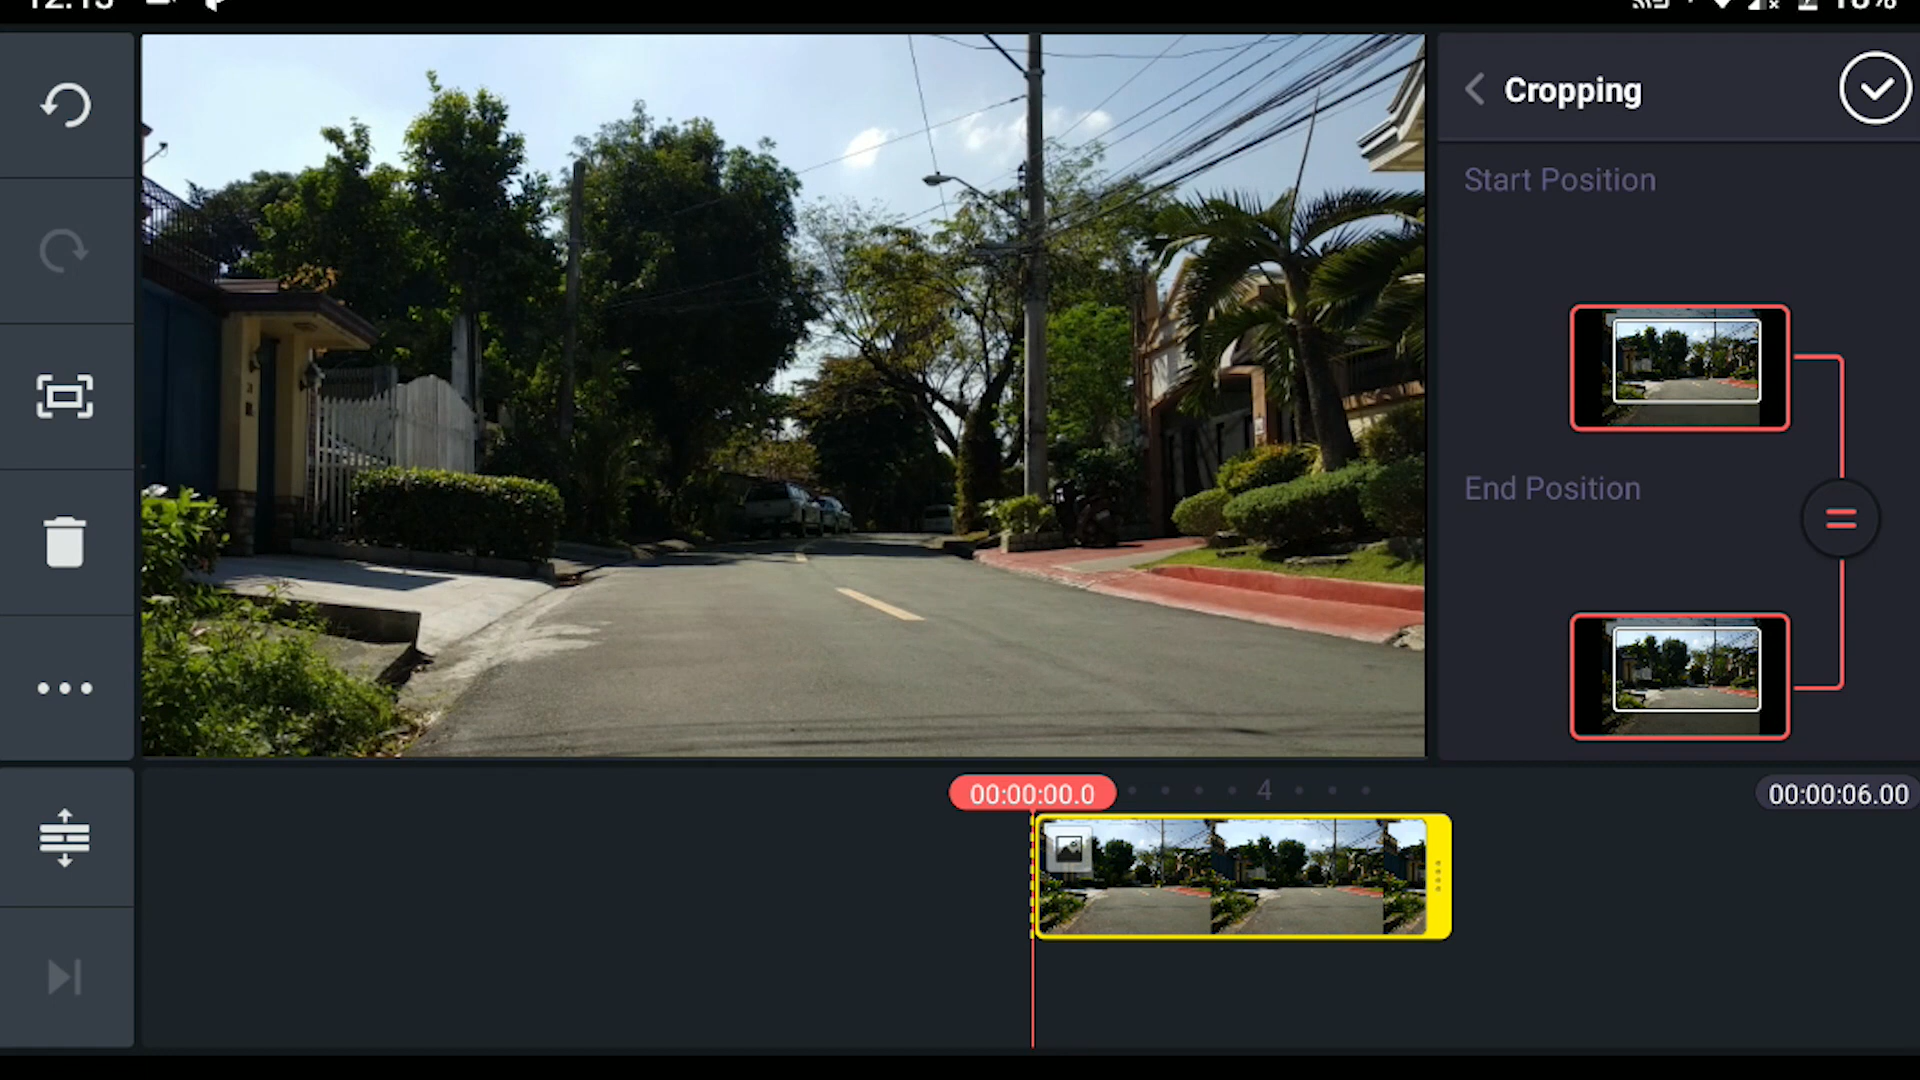 Cropping
Start Position
End Position
00:00:00.0
4
00:00:06.00